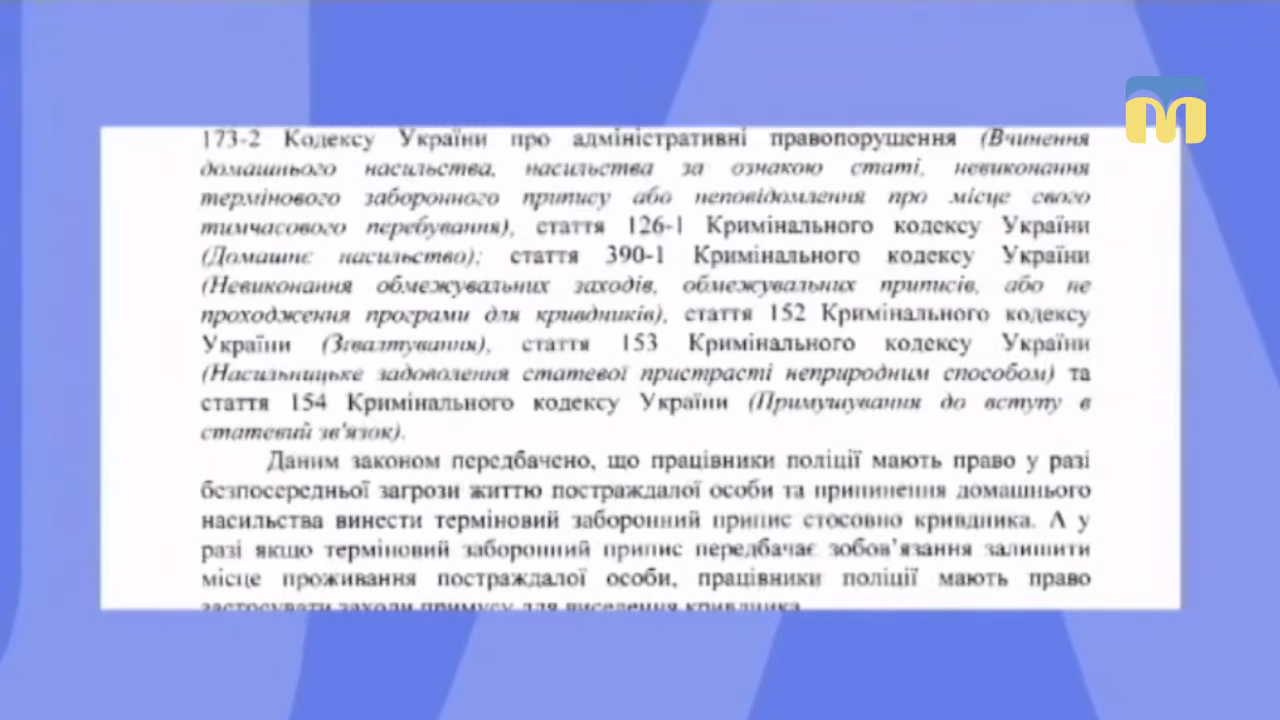 173-2 Кодексу України про адміністративні правопорушення (Вчинення
домашнього насильства, насильства за ознакою статі, невиконання
термінового заборонного припису або неповідомлення про місце свого
тимчасового перебування), стаття 126-1 Кримінального кодексу України
(Домашнє насильство); стаття 390-1 Кримінального кодексу України
(Невиконання обмежувальних заходів, обмежувальних приписів, або не
проходження програми для кривдників), стаття 152 Кримінального кодексу
України (Зґвалтування), стаття 153 Кримінального кодексу України
(Насильницьке задоволення статевої пристрасті неприродним способом) та
стаття 154 Кримінального кодексу України (Примушування до вступу в
статевий зв'язок).
Даним законом передбачено, що працівники поліції мають право у разі
безпосередньої загрози життю постраждалої особи та припинення домашнього
насильства винести терміновий заборонний припис стосовно кривдника. А у
разі якщо терміновий заборонний припис передбачає зобов'язання залишити
місце проживання постраждалої особи, працівники поліції мають право
застосувати заходи примусу для виселення кривдника.